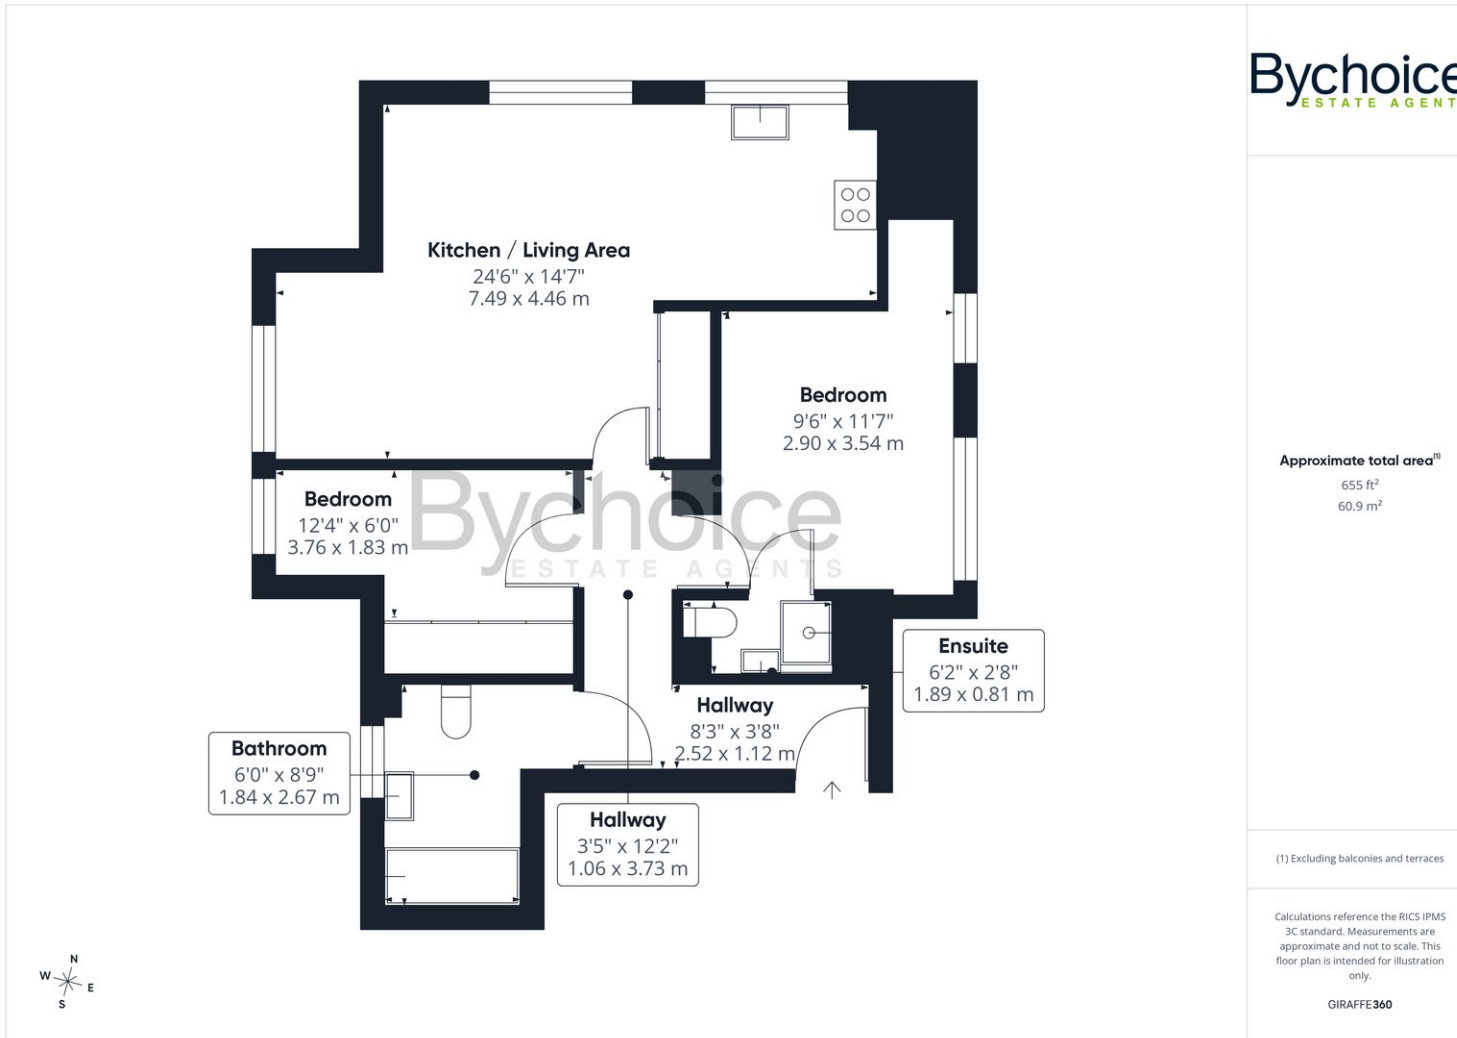 Bychoice
ESTATE AGENT
Kitchen / Living Area
24'6" x 14'7"
7.49 x 4.46 m
Bedroom
9'6" x 11'7"
2.90 x 3.54 m
Bedroom
12'4" x 6'0"
3.76 x 1.83 m
Bychoice
ESTATE AGENTS
Ensuite
6'2" x 2'8"
1.89 x 0.81 m
Hallway
8'3" x 3'8"
2.52 x 1.12 m
Bathroom
6'0" x 8'9"
1.84 x 2.67 m
Hallway
3'5" x 12'2"
1.06 x 3.73 m
N
W
E
S
Approximate total area(1)
655 ft²
60.9 m²
(1) Excluding balconies and terraces
Calculations reference the RICS IPMS
3C standard. Measurements are
approximate and not to scale. This
floor plan is intended for illustration
only.
GIRAFFE360